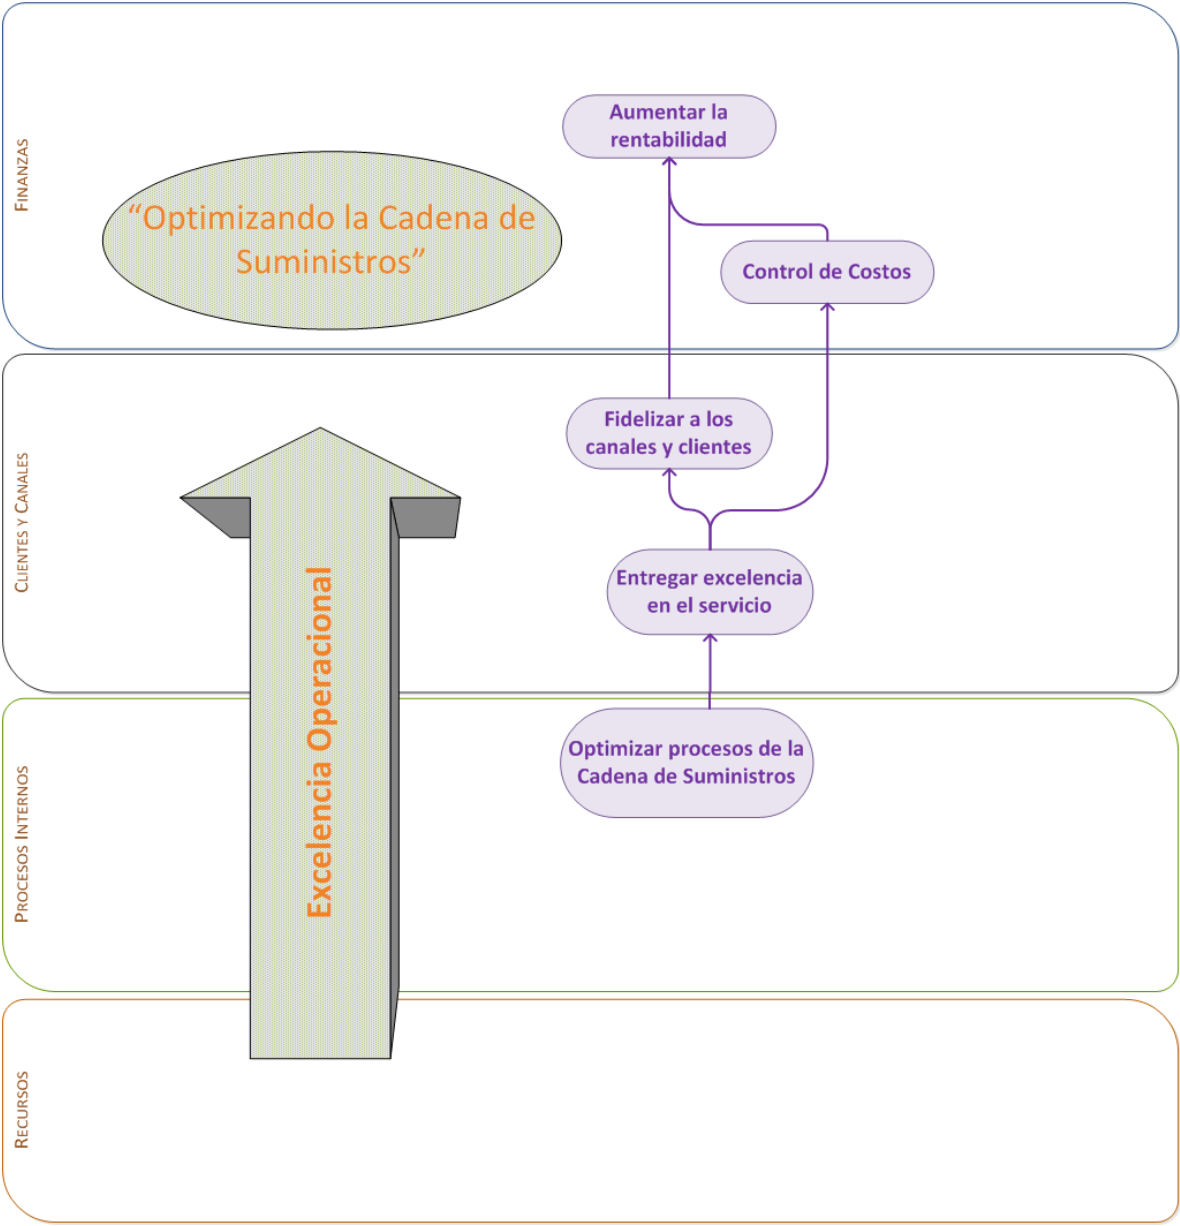 FINANZAS
Aumentar la
rentabilidad
“Optimizando la Cadena de
Suministros”
Control de Costos
CLIENTES Y CANALES
Fidelizar a los
canales y clientes
Entregar excelencia
en el servicio
Excelencia Operacional
PROCESOS INTERNOS
Optimizar procesos de la
Cadena de Suministros
RECURSOS